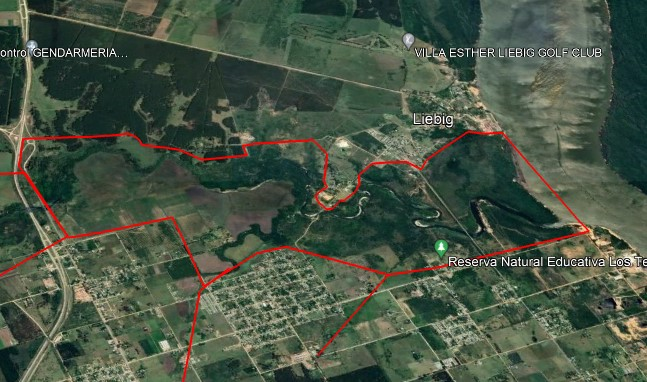 ontrol GENDARMERIA...
VILLA ESTHER LIEBIG GOLF CLUB
Liebig
Reserva Natural Educativa Los Te